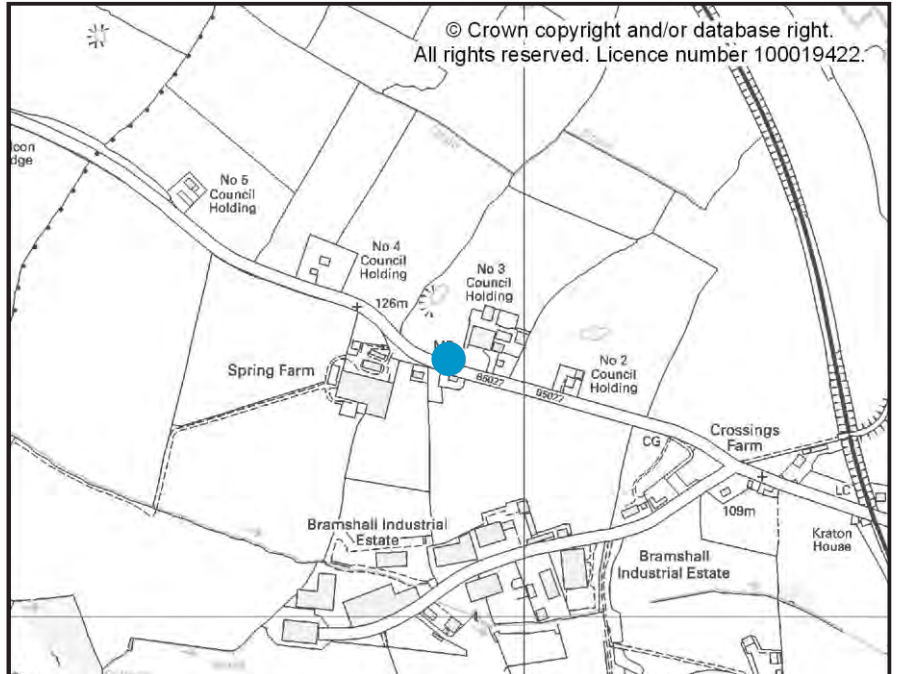 © Crown copyright and/or database right.
All rights reserved. Licence number 100019422.
No 5
Council
Holding
No 4
Council
Holding
126m
No 3
Council
Holding
Spring Farm
No 2
Council
Holding
Crossings
Farm
CG
LC
109m
Kraton
House
Bramshall Industrial
Estate
Bramshall
Industrial Estate